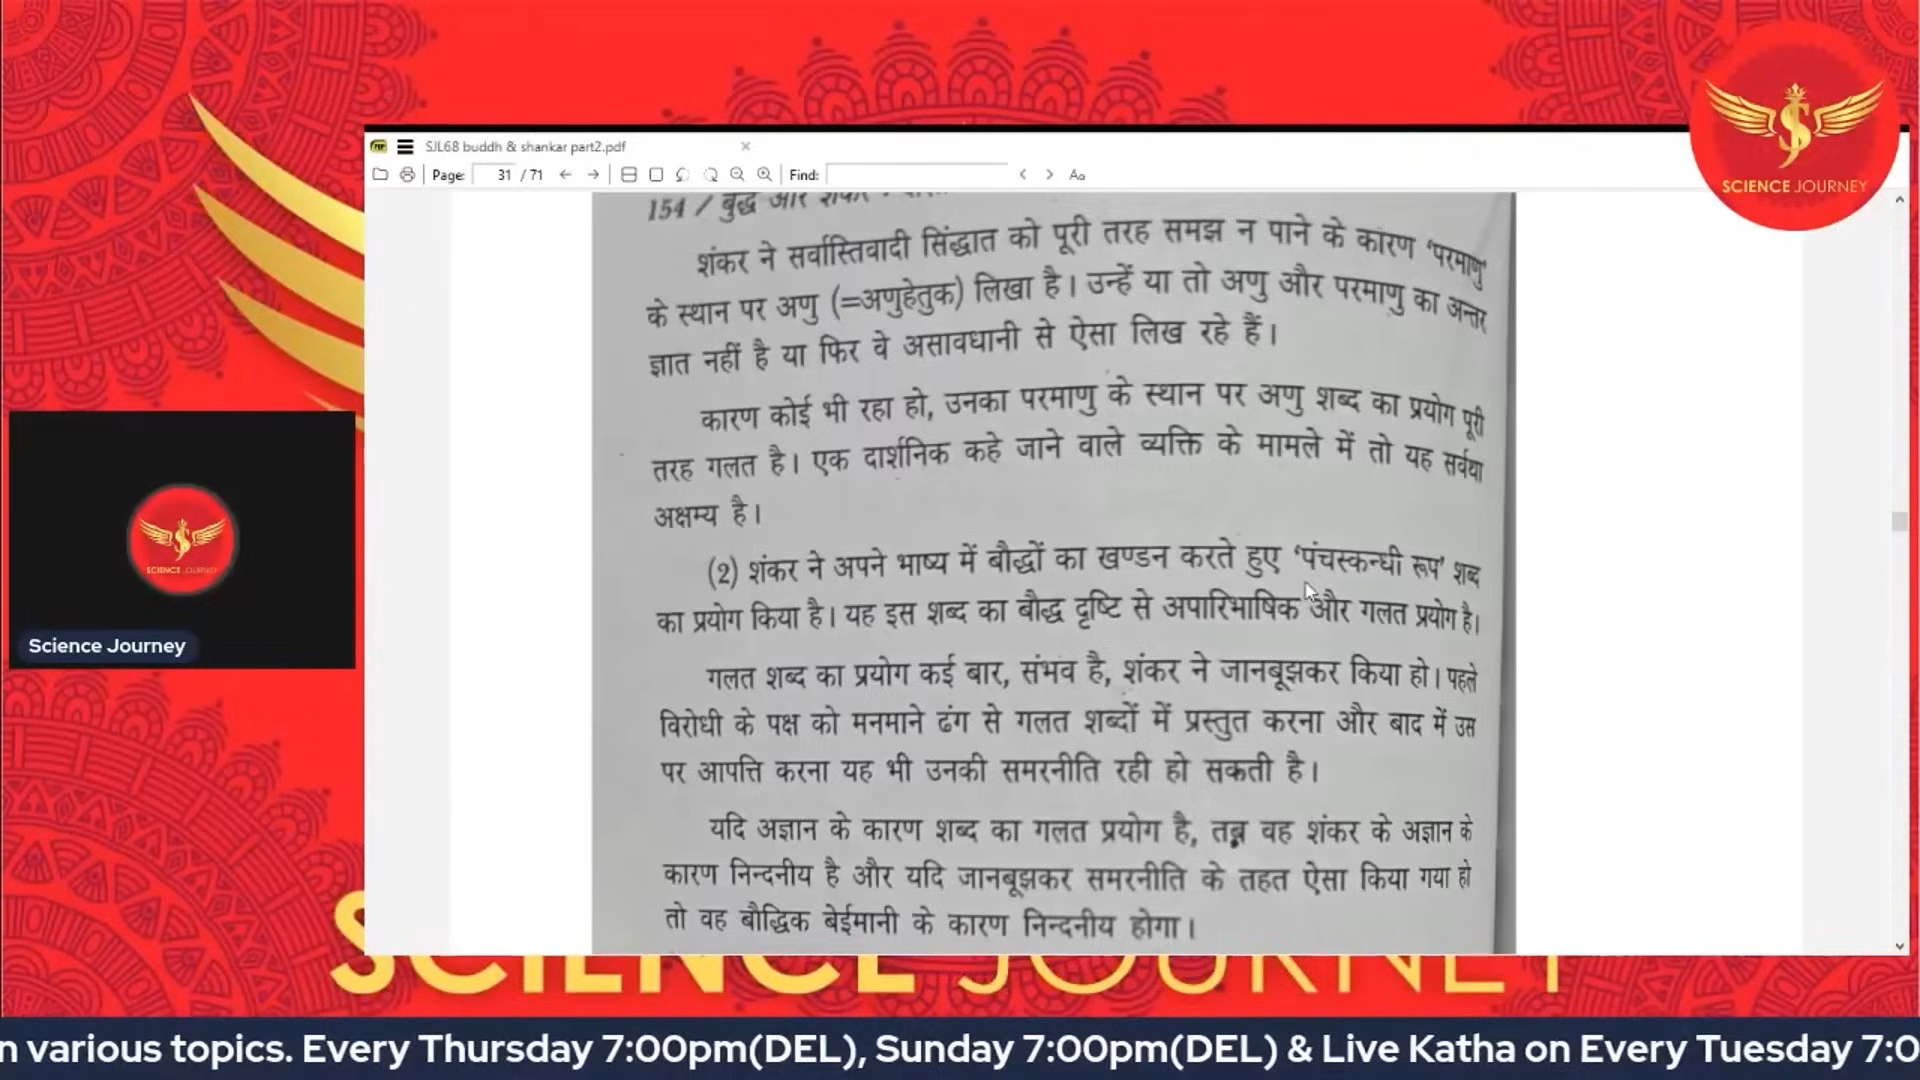 SCIENCE JOURNEY
SJL68 buddh & shankar part2.pdf
Page: 31 / 71 Find: Aa
154 / बुद्ध और शंकर :
शंकर ने सर्वास्तिवादी सिंद्धात को पूरी तरह समझ न पाने के कारण 'परमाणु'
के स्थान पर अणु (=अणुहेतुक) लिखा है। उन्हें या तो अणु और परमाणु का अन्तर
ज्ञात नहीं है या फिर वे असावधानी से ऐसा लिख रहे हैं।
कारण कोई भी रहा हो, उनका परमाणु के स्थान पर अणु शब्द का प्रयोग पूरी
तरह गलत है। एक दार्शनिक कहे जाने वाले व्यक्ति के मामले में तो यह सर्वथा
अक्षम्य है।
(2) शंकर ने अपने भाष्य में बौद्धों का खण्डन करते हुए 'पंचस्कन्धी रूप' शब्द
का प्रयोग किया है। यह इस शब्द का बौद्ध दृष्टि से अपारिभाषिक और गलत प्रयोग है।
गलत शब्द का प्रयोग कई बार, संभव है, शंकर ने जानबूझकर किया हो। पहले
विरोधी के पक्ष को मनमाने ढंग से गलत शब्दों में प्रस्तुत करना और बाद में उस
पर आपत्ति करना यह भी उनकी समरनीति रही हो सकती है।
यदि अज्ञान के कारण शब्द का गलत प्रयोग है, तब वह शंकर के अज्ञान के
कारण निन्दनीय है और यदि जानबूझकर समरनीति के तहत ऐसा किया गया हो
तो वह बौद्धिक बेईमानी के कारण निन्दनीय होगा।
SCIENCE JOURNEY
Science Journey
SCIENCE JOURNEY
n various topics. Every Thursday 7:00pm(DEL), Sunday 7:00pm(DEL) & Live Katha on Every Tuesday 7:0